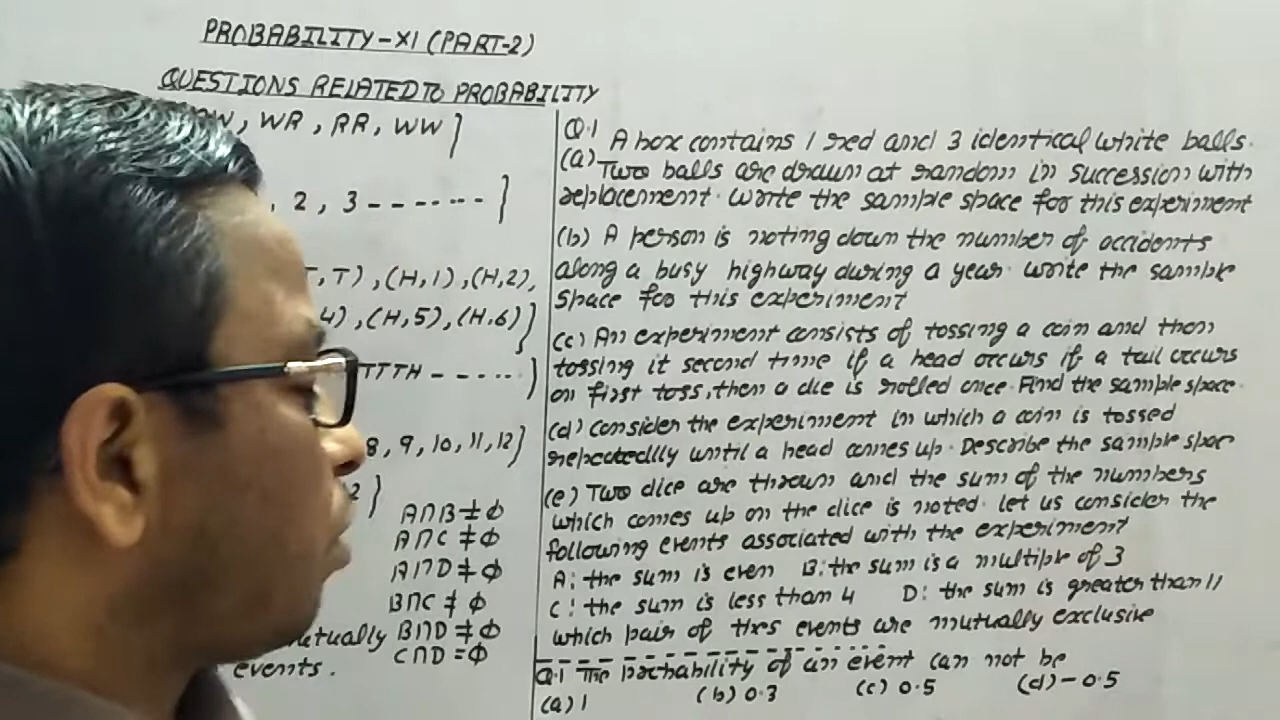 PROBABILITY-XI (PART-2)
QUESTIONS RELATED TO PROBABILITY
, WR, RR, WW }
, 2, 3 ------- }
, T), (H,1), (H,2),
4), (H,5), (H,6) }
TTTH ----- }
8, 9, 10, 11, 12 }
2 }
A∩B ≠ ϕ
A∩C ≠ ϕ
A∩D ≠ ϕ
B∩C ≠ ϕ
mutually B∩D ≠ ϕ
C∩D = ϕ
events.
Q.1 A box contains 1 red and 3 identical white balls.
(a) Two balls are drawn at random in succession with
replacement. Write the sample space for this experiment
(b) A person is noting down the number of accidents
along a busy highway during a year. Write the sample
space for this experiment
(c) An experiment consists of tossing a coin and then
tossing it second time if a head occurs if a tail occurs
on first toss, then a die is rolled once. Find the sample space.
(d) Consider the experiment in which a coin is tossed
repeatedlly until a head comes up. Describe the sample spac
(e) Two dice are thrown and the sum of the numbers
which comes up on the dice is noted. let us consider the
following events associated with the experiment
A: the sum is even B: the sum is a multiple of 3
C: the sum is less than 4 D: the sum is greater than 11
which pair of events are mutually exclusive
Q.1 The probability of an event can not be
(a) 1 (b) 0.3 (c) 0.5 (d) -0.5